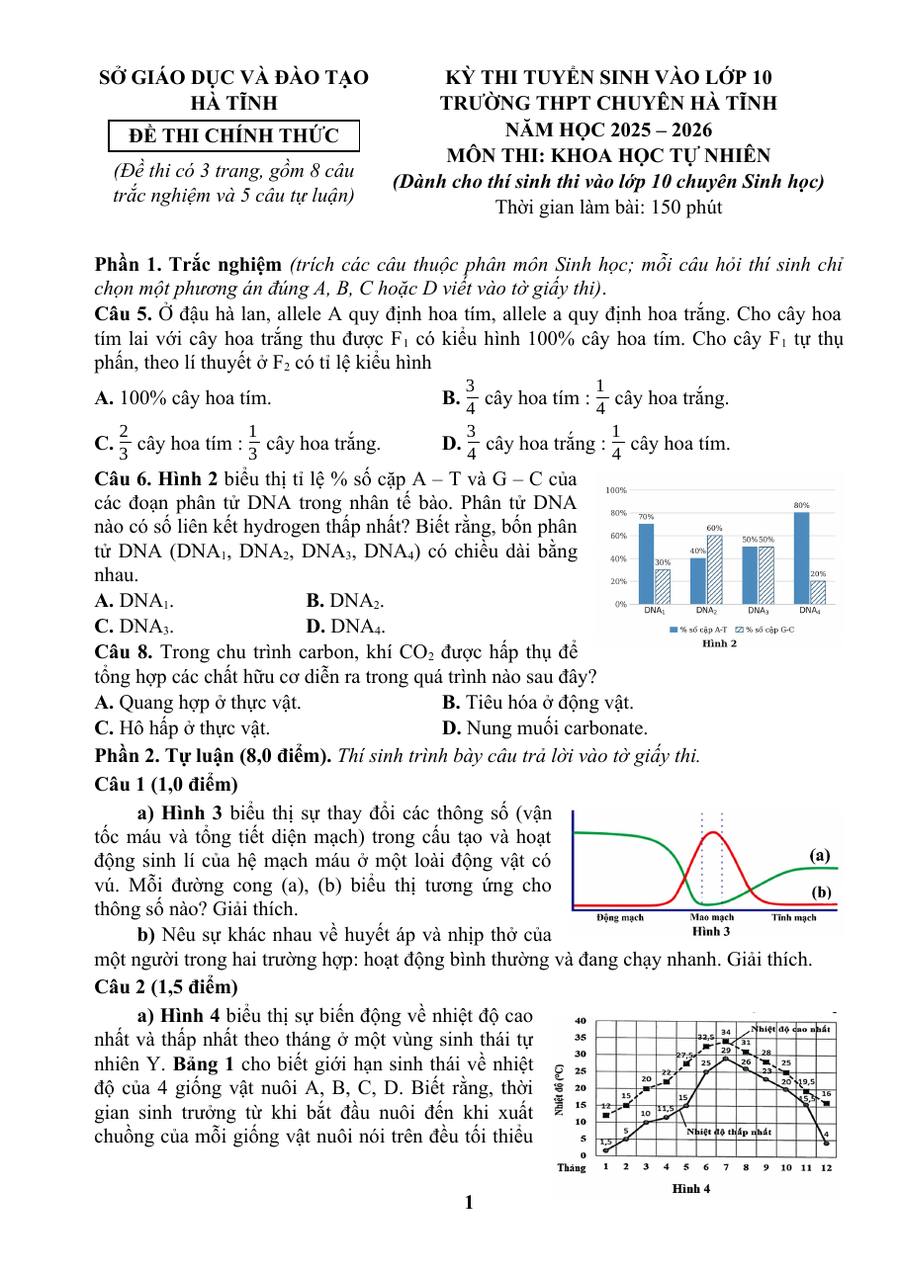 SỞ GIÁO DỤC VÀ ĐÀO TẠO
HÀ TĨNH
ĐỀ THI CHÍNH THỨC
(Đề thi có 3 trang, gồm 8 câu
trắc nghiệm và 5 câu tự luận)
KỲ THI TUYỂN SINH VÀO LỚP 10
TRƯỜNG THPT CHUYÊN HÀ TĨNH
NĂM HỌC 2025 – 2026
MÔN THI: KHOA HỌC TỰ NHIÊN
(Dành cho thí sinh thi vào lớp 10 chuyên Sinh học)
Thời gian làm bài: 150 phút
Phần 1. Trắc nghiệm (trích các câu thuộc phân môn Sinh học; mỗi câu hỏi thí sinh chỉ
chọn một phương án đúng A, B, C hoặc D viết vào tờ giấy thi).
Câu 5. Ở đậu hà lan, allele A quy định hoa tím, allele a quy định hoa trắng. Cho cây hoa
tím lai với cây hoa trắng thu được F₁ có kiểu hình 100% cây hoa tím. Cho cây F₁ tự thụ
phấn, theo lí thuyết ở F₂ có tỉ lệ kiểu hình
A. 100% cây hoa tím. B. 3/4 cây hoa tím : 1/4 cây hoa trắng.
C. 2/3 cây hoa tím : 1/3 cây hoa trắng. D. 3/4 cây hoa trắng : 1/4 cây hoa tím.
Câu 6. Hình 2 biểu thị tỉ lệ % số cặp A – T và G – C của
các đoạn phân tử DNA trong nhân tế bào. Phân tử DNA
nào có số liên kết hydrogen thấp nhất? Biết rằng, bốn phân
tử DNA (DNA₁, DNA₂, DNA₃, DNA₄) có chiều dài bằng
nhau.
A. DNA₁. B. DNA₂.
C. DNA₃. D. DNA₄.
100%
80%
60%
40%
20%
0%
70%
30%
40%
60%
50% 50%
80%
20%
DNA₁ DNA₂ DNA₃ DNA₄
% số cặp A-T % số cặp G-C
Hình 2
Câu 8. Trong chu trình carbon, khí CO₂ được hấp thụ để
tổng hợp các chất hữu cơ diễn ra trong quá trình nào sau đây?
A. Quang hợp ở thực vật. B. Tiêu hóa ở động vật.
C. Hô hấp ở thực vật. D. Nung muối carbonate.
Phần 2. Tự luận (8,0 điểm). Thí sinh trình bày câu trả lời vào tờ giấy thi.
Câu 1 (1,0 điểm)
a) Hình 3 biểu thị sự thay đổi các thông số (vận
tốc máu và tổng tiết diện mạch) trong cấu tạo và hoạt
động sinh lí của hệ mạch máu ở một loài động vật có
vú. Mỗi đường cong (a), (b) biểu thị tương ứng cho
thông số nào? Giải thích.
(a)
(b)
Động mạch Mao mạch Tĩnh mạch
Hình 3
b) Nêu sự khác nhau về huyết áp và nhịp thở của
một người trong hai trường hợp: hoạt động bình thường và đang chạy nhanh. Giải thích.
Câu 2 (1,5 điểm)
a) Hình 4 biểu thị sự biến động về nhiệt độ cao
nhất và thấp nhất theo tháng ở một vùng sinh thái tự
nhiên Y. Bảng 1 cho biết giới hạn sinh thái về nhiệt
độ của 4 giống vật nuôi A, B, C, D. Biết rằng, thời
gian sinh trưởng từ khi bắt đầu nuôi đến khi xuất
chuồng của mỗi giống vật nuôi nói trên đều tối thiểu
Nhiệt độ (°C)
40
35
30
25
20
15
10
5
0
12 15 20 22 27,5 32,5 34 31 28 25 19,5 16
Nhiệt độ cao nhất
1,5 5 10 11,5 15 25 29 26 23 20 15,5 4
Nhiệt độ thấp nhất
Tháng 1 2 3 4 5 6 7 8 9 10 11 12
Hình 4
1